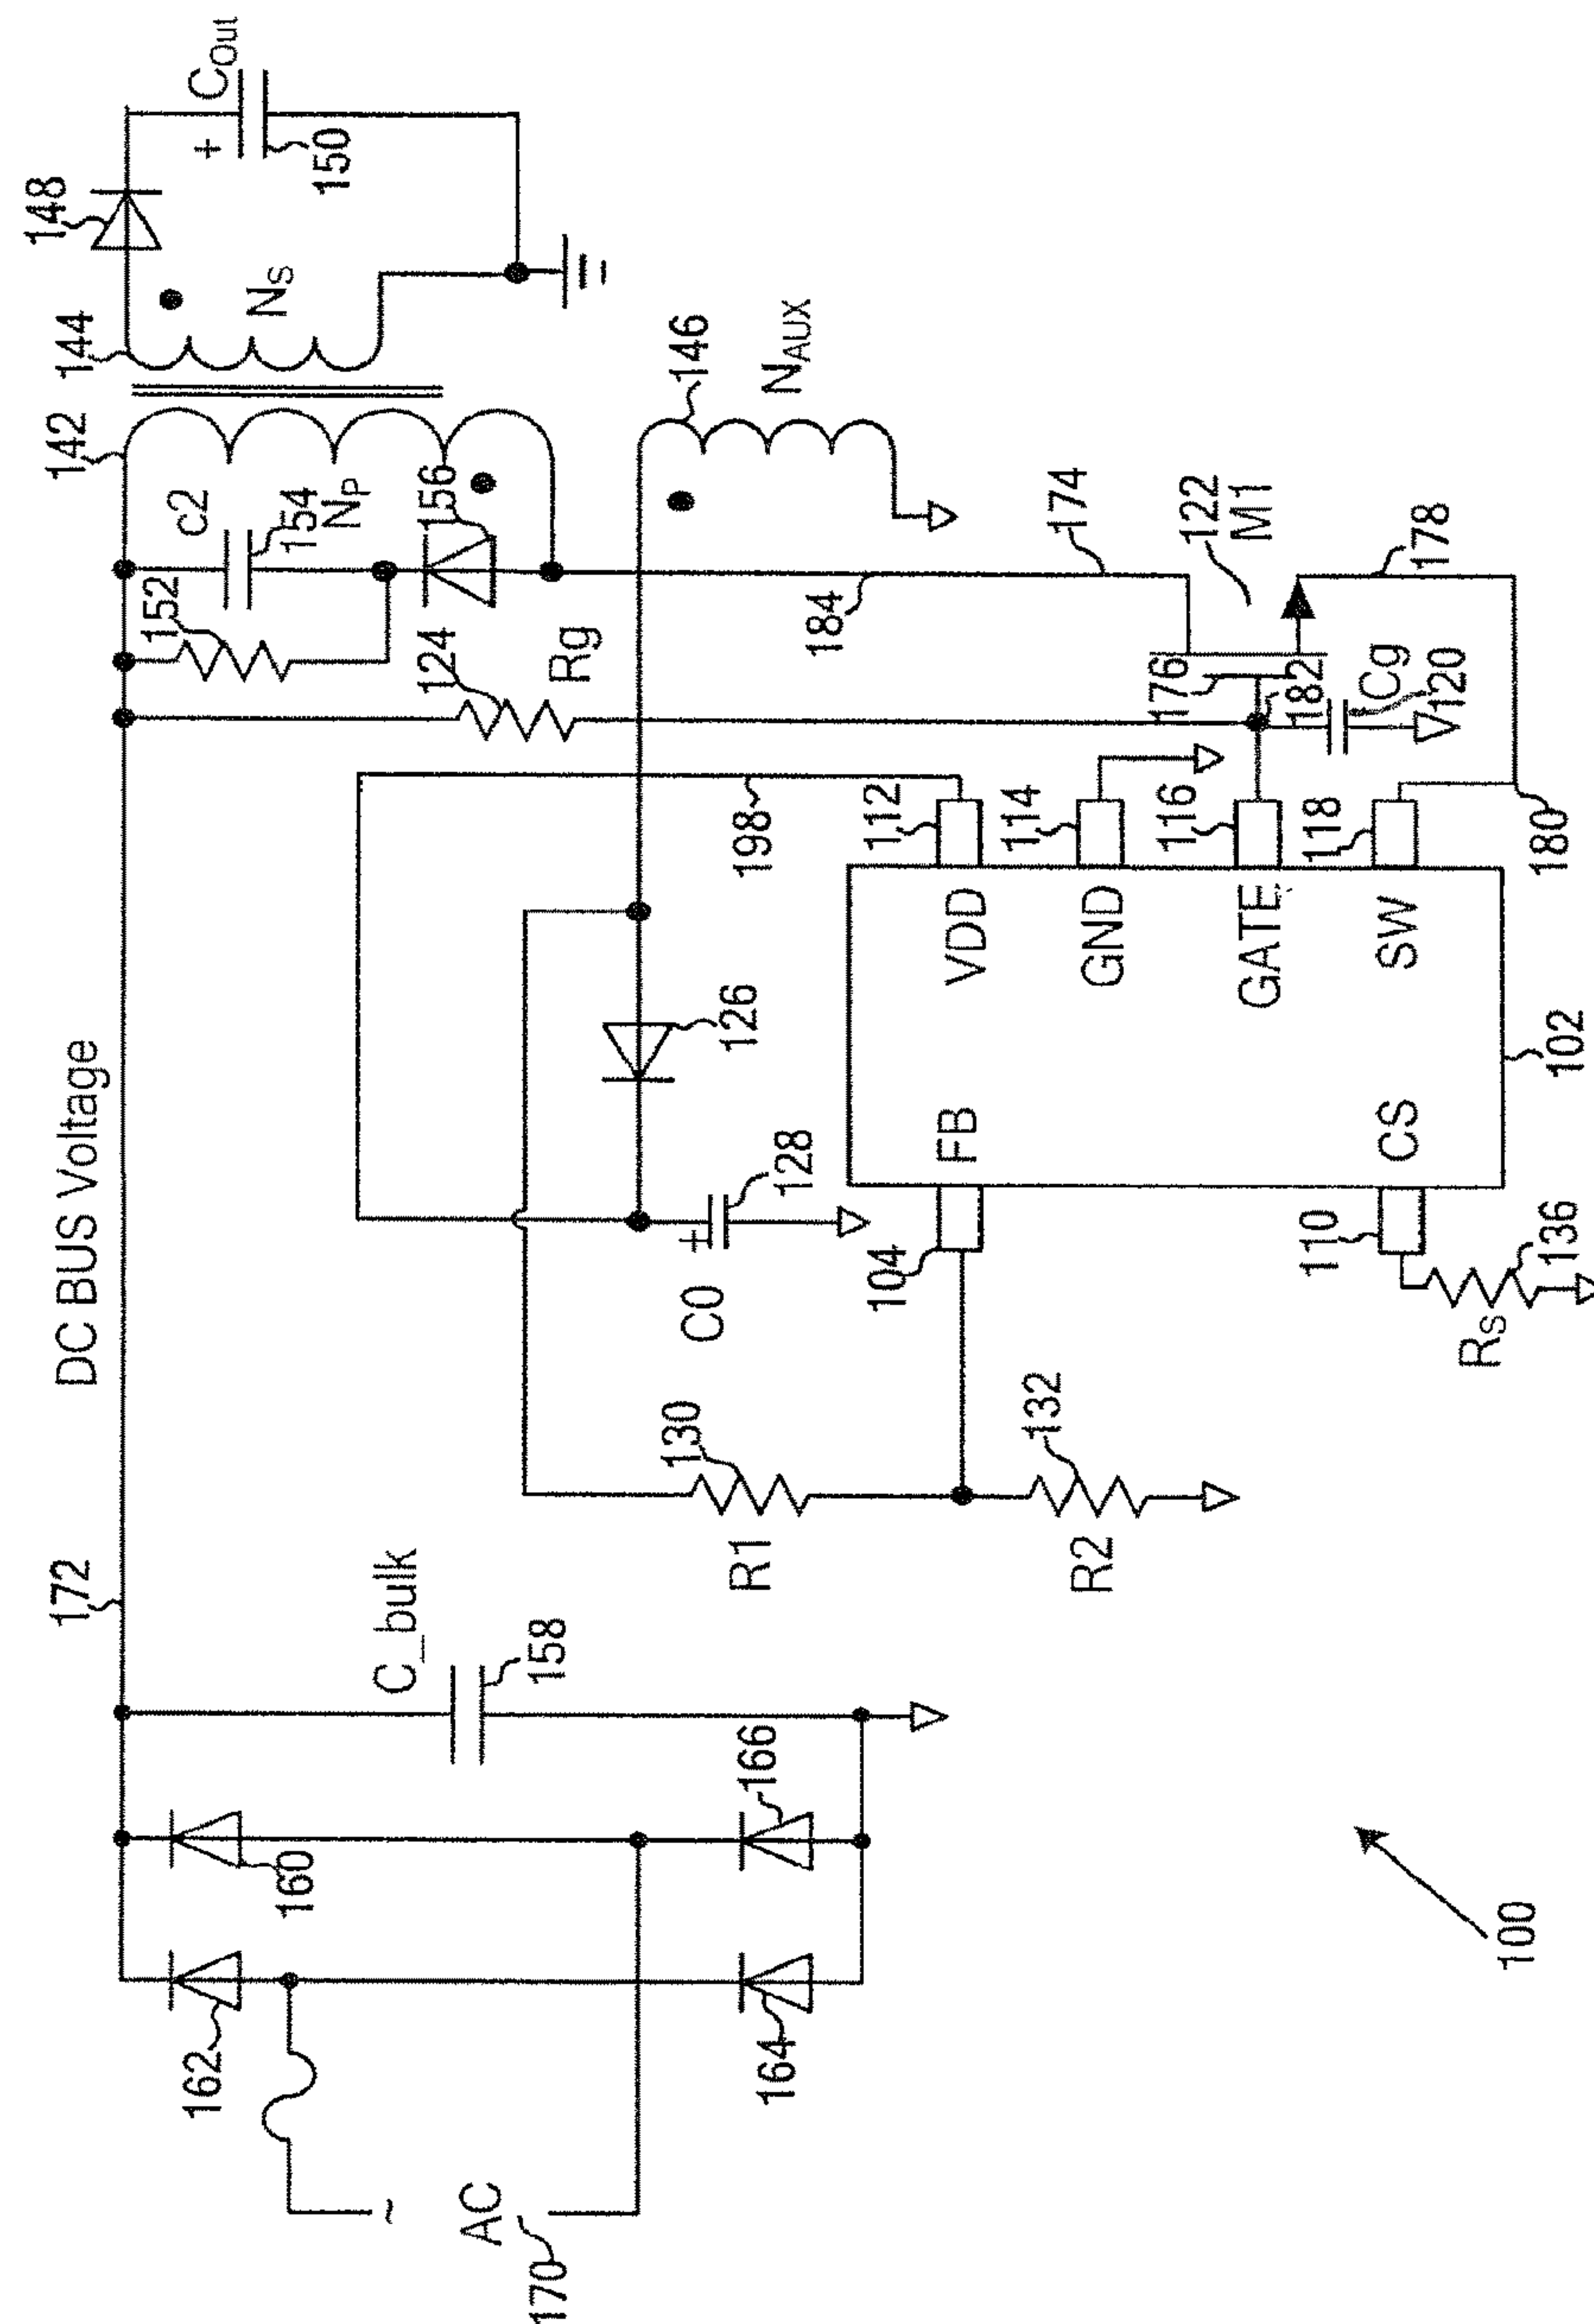 DC BUS Voltage
172
142
144
148
COut
+
150
NS
c2
154
NP
156
152
124
Rg
146
NAUX
C_bulk
158
160
162
164
166
~
AC
170
130
R1
132
R2
C0
+
128
126
198
184
174
122
M1
176
182
Cg
120
178
180
104
FB
VDD
112
GND
114
GATE
116
SW
118
CS
110
RS
136
102
100